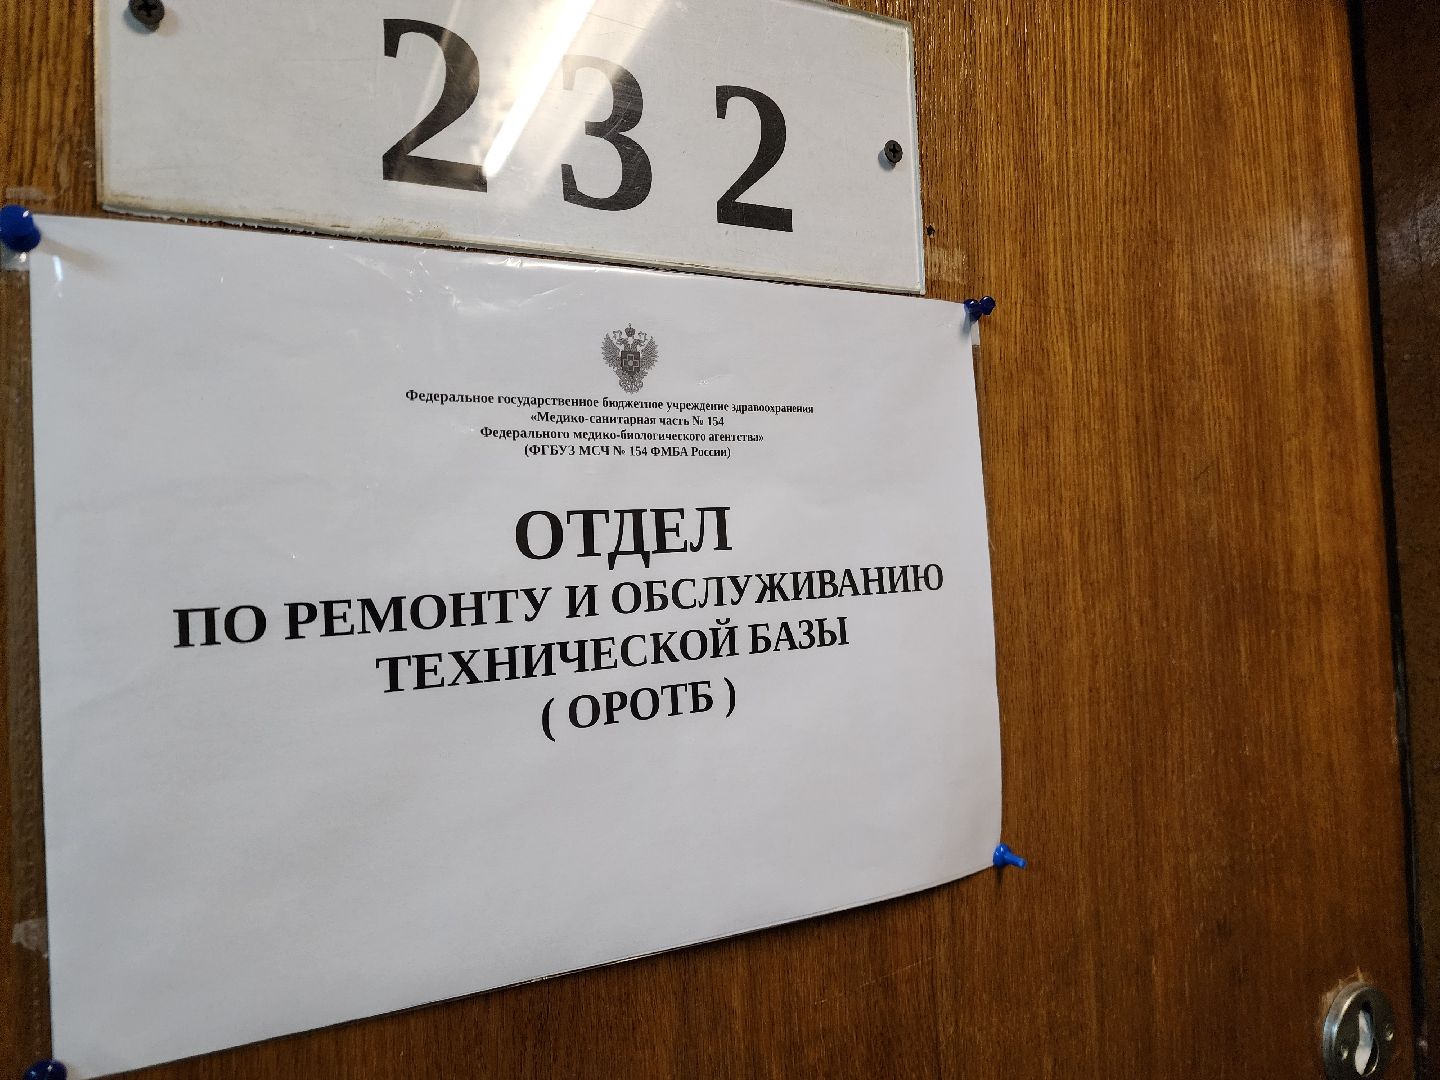 232
Федеральное государственное бюджетное учреждение здравоохранения
«Медико-санитарная часть № 154
Федерального медико-биологического агентства»
(ФГБУЗ МСЧ № 154 ФМБА России)
ОТДЕЛ
ПО РЕМОНТУ И ОБСЛУЖИВАНИЮ
ТЕХНИЧЕСКОЙ БАЗЫ
( ОРОТБ )